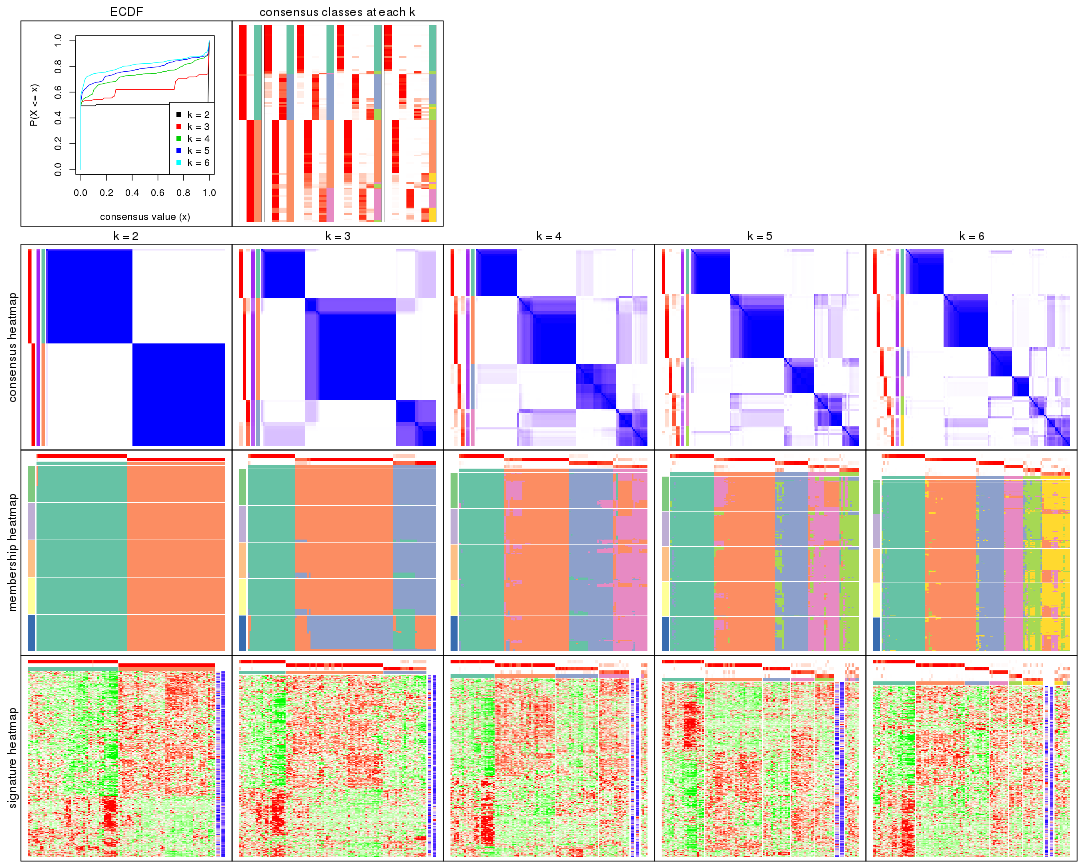 ECDF
consensus classes at each k
P(X <= x)
0.0 0.2 0.4 0.6 0.8 1.0
k = 2
k = 3
k = 4
k = 5
k = 6
0.0 0.2 0.4 0.6 0.8 1.0
consensus value (x)
k = 2
k = 3
k = 4
k = 5
k = 6
consensus heatmap
membership heatmap
signature heatmap